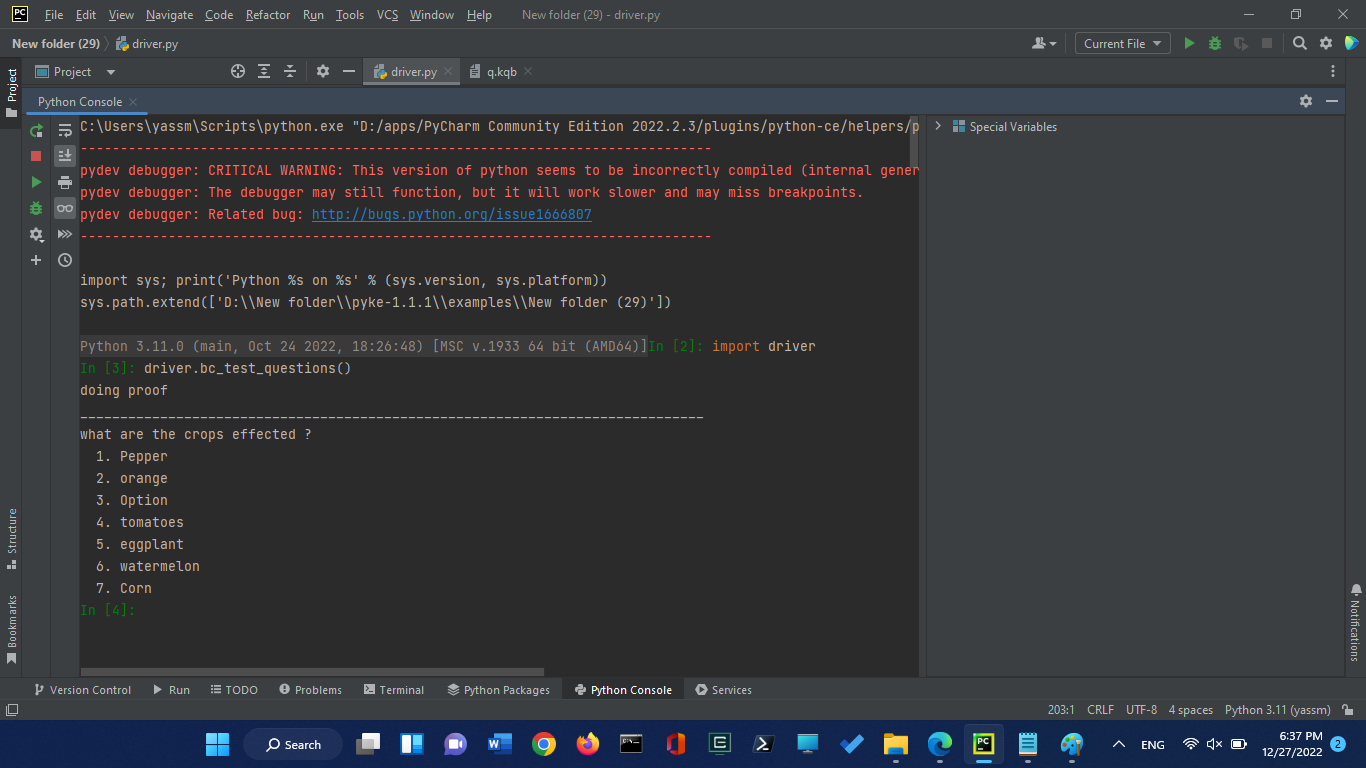 PC File Edit View Navigate Code Refactor Run Tools VCS Window Help New folder (29) - driver.py
New folder (29) driver.py Current File
Project driver.py q.kqb
Project
Python Console
C:\Users\yassm\Scripts\python.exe "D:/apps/PyCharm Community Edition 2022.2.3/plugins/python-ce/helpers/p
-------------------------------------------------------------------------------
pydev debugger: CRITICAL WARNING: This version of python seems to be incorrectly compiled (internal gener
pydev debugger: The debugger may still function, but it will work slower and may miss breakpoints.
pydev debugger: Related bug: http://bugs.python.org/issue1666807
-------------------------------------------------------------------------------
import sys; print('Python %s on %s' % (sys.version, sys.platform))
sys.path.extend(['D:\\New folder\\pyke-1.1.1\\examples\\New folder (29)'])
Python 3.11.0 (main, Oct 24 2022, 18:26:48) [MSC v.1933 64 bit (AMD64)]In [2]: import driver
In [3]: driver.bc_test_questions()
doing proof
______________________________________________________________________________
what are the crops effected ?
1. Pepper
2. orange
3. Option
4. tomatoes
5. eggplant
6. watermelon
7. Corn
In [4]:
Special Variables
Structure
Bookmarks
Notifications
Version Control Run TODO Problems Terminal Python Packages Python Console Services
203:1 CRLF UTF-8 4 spaces Python 3.11 (yassm)
Search W PC ENG 6:37 PM
12/27/2022 2